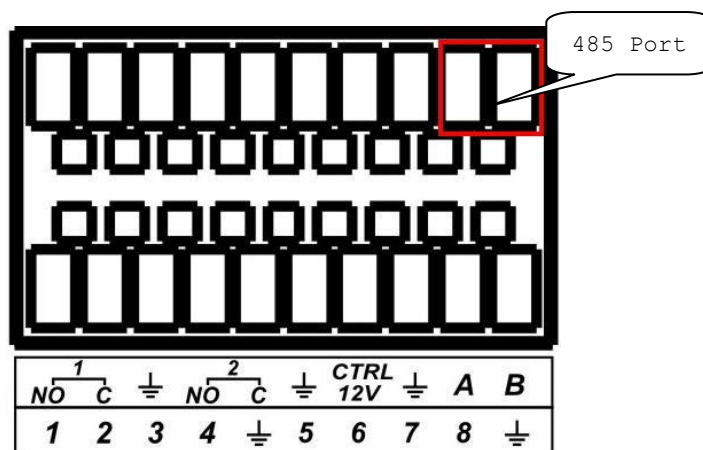 485 Port
1 2 CTRL
NO C ⏚ NO C ⏚ 12V ⏚ A B
1 2 3 4 ⏚ 5 6 7 8 ⏚